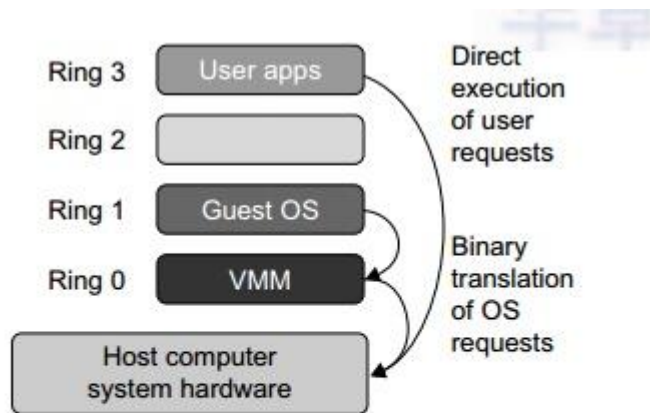 Ring 3
User apps
Direct
execution
of user
requests
Ring 2
Ring 1
Guest OS
Ring 0
VMM
Binary
translation
of OS
requests
Host computer
system hardware